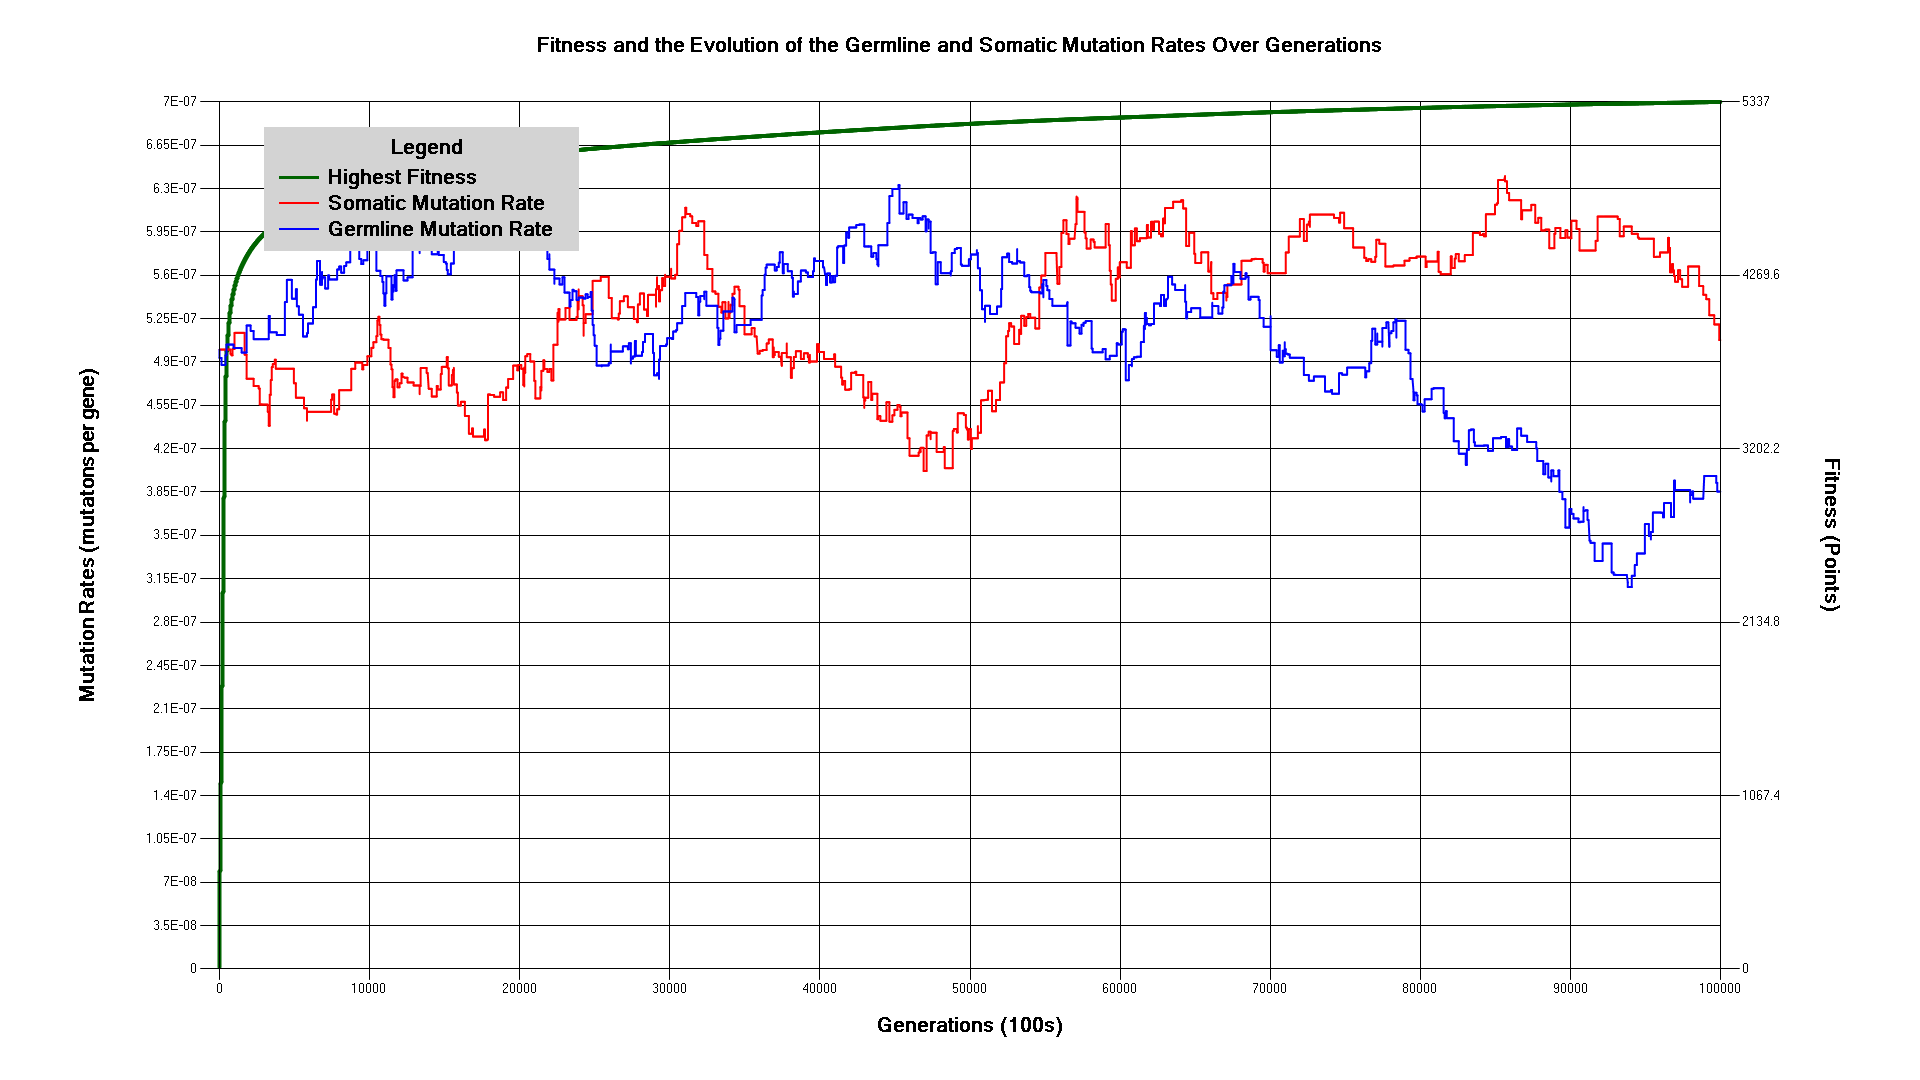 Fitness and the Evolution of the Germline and Somatic Mutation Rates Over Generations
Legend
Highest Fitness
Somatic Mutation Rate
Germline Mutation Rate
Mutation Rates (mutatons per gene)
7E-07
6.65E-07
6.3E-07
5.95E-07
5.6E-07
5.25E-07
4.9E-07
4.55E-07
4.2E-07
3.85E-07
3.5E-07
3.15E-07
2.8E-07
2.45E-07
2.1E-07
1.75E-07
1.4E-07
1.05E-07
7E-08
3.5E-08
0
5337
4269.6
3202.2
2134.8
1067.4
0
Fitness (Points)
0 10000 20000 30000 40000 50000 60000 70000 80000 90000 100000
Generations (100s)